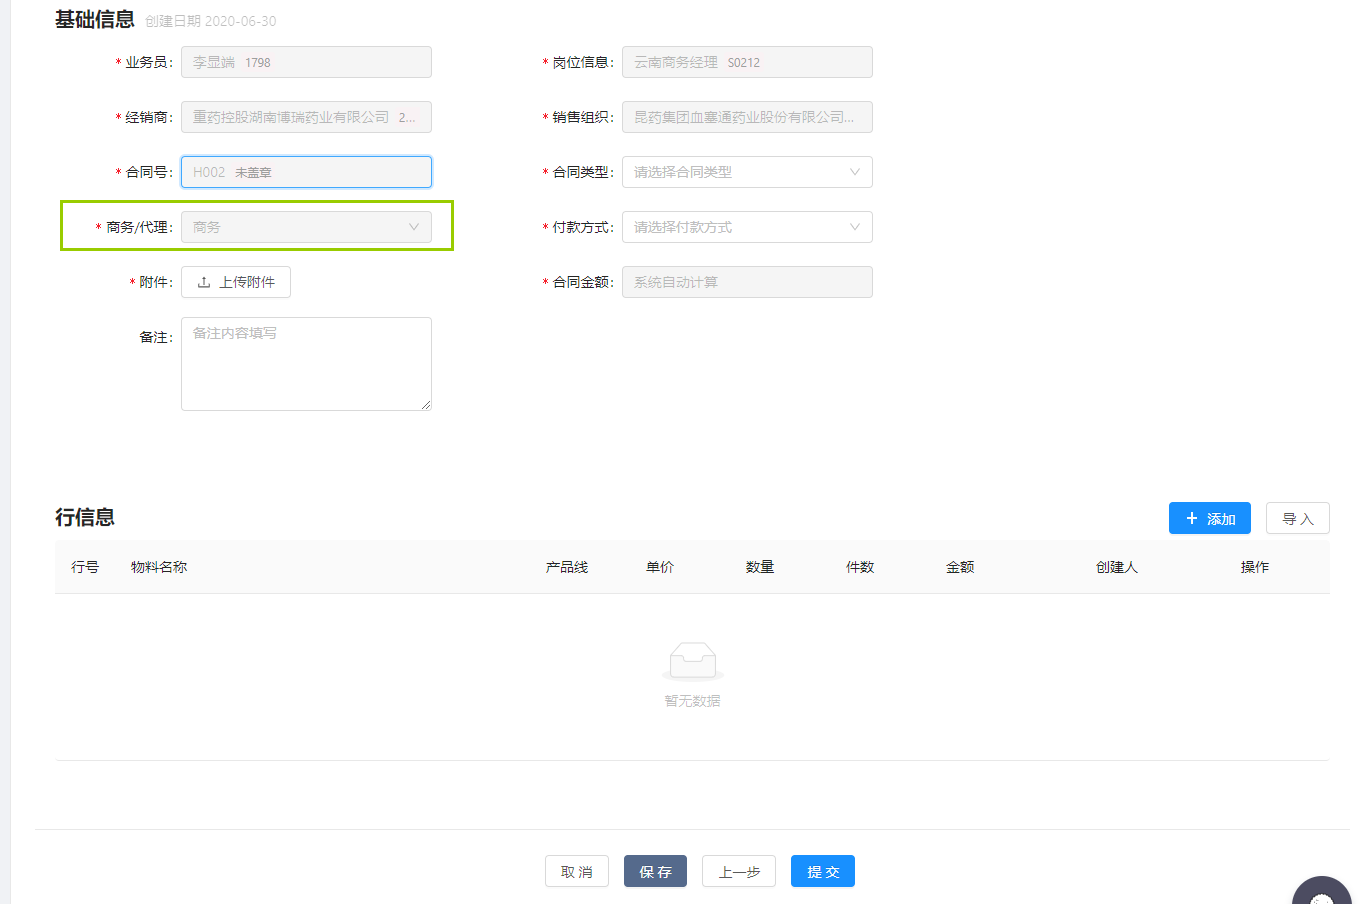 基础信息 创建日期 2020-06-30
* 业务员: 李显端 1798
* 岗位信息: 云南商务经理 S0212
* 经销商: 重药控股湖南博瑞药业有限公司 2...
* 销售组织: 昆药集团血塞通药业股份有限公司...
* 合同号: H002 未盖章
* 合同类型: 请选择合同类型
* 商务/代理: 商务
* 付款方式: 请选择付款方式
* 附件: 上传附件
* 合同金额: 系统自动计算
备注: 备注内容填写
行信息 + 添加 导入
行号 物料名称 产品线 单价 数量 件数 金额 创建人 操作
暂无数据
取消 保存 上一步 提交